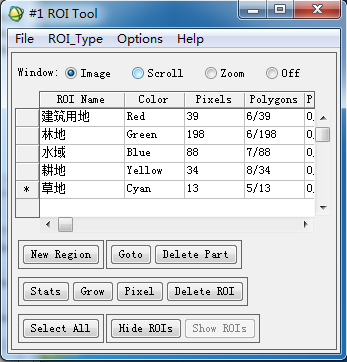 #1 ROI Tool
File ROI_Type Options Help
Window: Image Scroll Zoom Off
ROI Name Color Pixels Polygons P
建筑用地 Red 39 6/39 0.
林地 Green 198 6/198 0.
水域 Blue 88 7/88 0.
耕地 Yellow 34 8/34 0.
* 草地 Cyan 13 5/13 0.
New Region Goto Delete Part
Stats Grow Pixel Delete ROI
Select All Hide ROIs Show ROIs